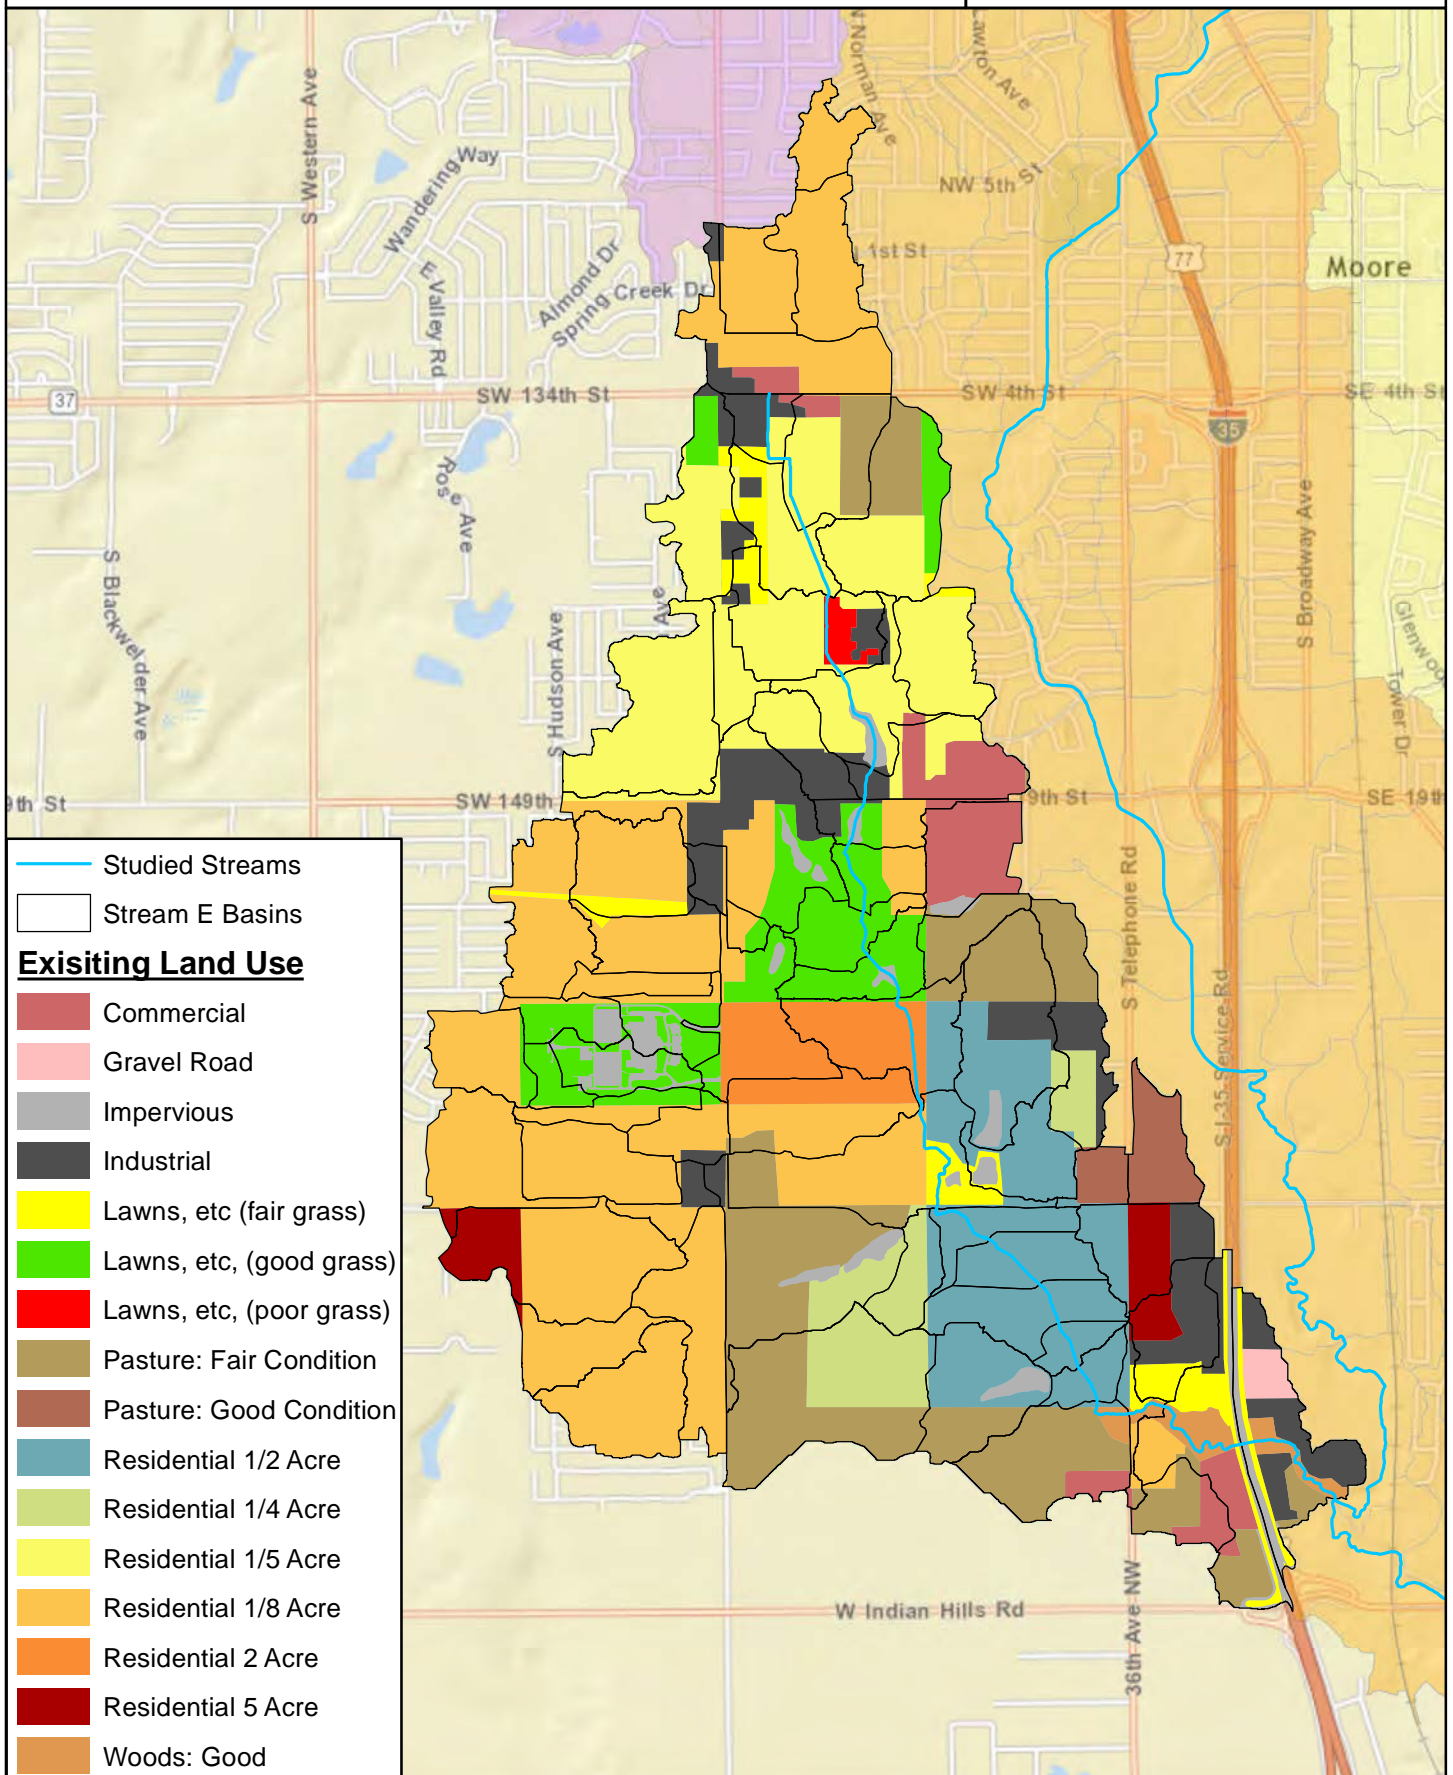 N Norman Ave
Lawton Ave
S Western Ave
Wandering Way
NW 5th St
E Valley Rd
Almond Dr
Spring Creek Dr
1st St
77
Moore
37
SW 134th St
SW 4th St
SE 4th St
35
Rose Ave
S Blackwelder Ave
S Hudson Ave
Ave
S Broadway Ave
Glenwoo
Tower Dr
9th St
SW 149th
9th St
SE 19th
S Telephone Rd
S I-35 Service Rd
Studied Streams
Stream E Basins
Exisiting Land Use
Commercial
Gravel Road
Impervious
Industrial
Lawns, etc (fair grass)
Lawns, etc, (good grass)
Lawns, etc, (poor grass)
Pasture: Fair Condition
Pasture: Good Condition
Residential 1/2 Acre
Residential 1/4 Acre
Residential 1/5 Acre
Residential 1/8 Acre
Residential 2 Acre
Residential 5 Acre
Woods: Good
W Indian Hills Rd
36th Ave NW